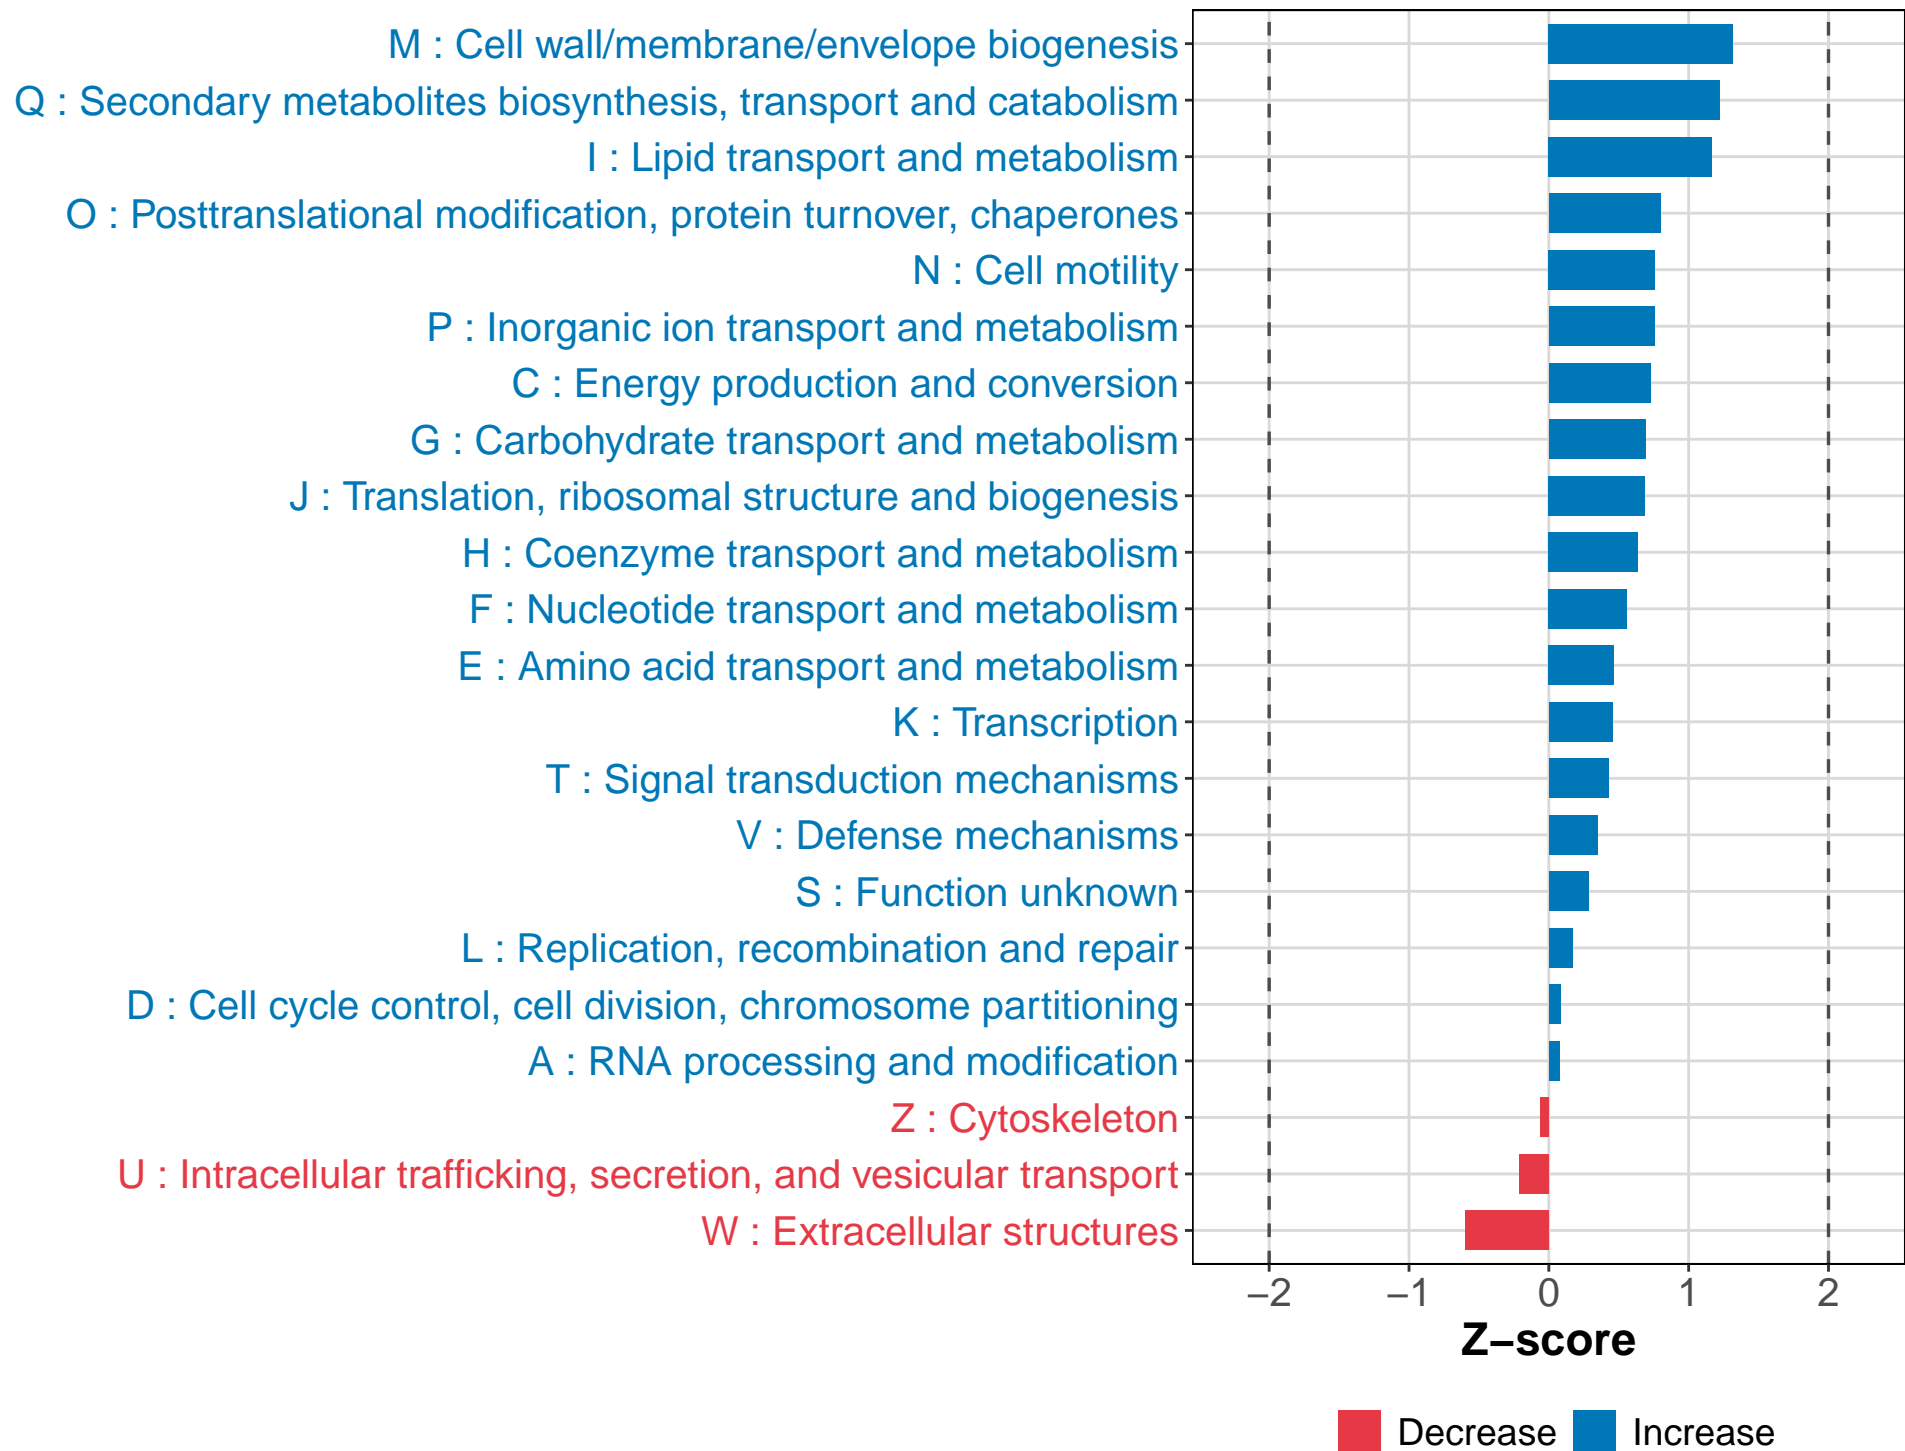 M : Cell wall/membrane/envelope biogenesis
Q : Secondary metabolites biosynthesis, transport and catabolism
I : Lipid transport and metabolism
O : Posttranslational modification, protein turnover, chaperones
N : Cell motility
P : Inorganic ion transport and metabolism
C : Energy production and conversion
G : Carbohydrate transport and metabolism
J : Translation, ribosomal structure and biogenesis
H : Coenzyme transport and metabolism
F : Nucleotide transport and metabolism
E : Amino acid transport and metabolism
K : Transcription
T : Signal transduction mechanisms
V : Defense mechanisms
S : Function unknown
L : Replication, recombination and repair
D : Cell cycle control, cell division, chromosome partitioning
A : RNA processing and modification
Z : Cytoskeleton
U : Intracellular trafficking, secretion, and vesicular transport
W : Extracellular structures
−2 −1 0 1 2
Z−score
Decrease Increase